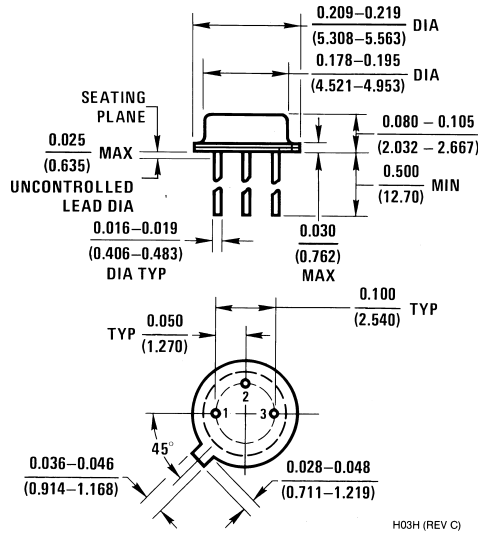 0.209–0.219
(5.308–5.563)
DIA
0.178–0.195
(4.521–4.953)
DIA
SEATING
PLANE
0.025
(0.635)
MAX
0.080 – 0.105
(2.032 – 2.667)
UNCONTROLLED
LEAD DIA
0.500
(12.70)
MIN
0.016–0.019
(0.406–0.483)
DIA TYP
0.030
(0.762)
MAX
0.100
(2.540)
TYP
TYP
0.050
(1.270)
2
1
3
45°
0.036–0.046
(0.914–1.168)
0.028–0.048
(0.711–1.219)
H03H (REV C)